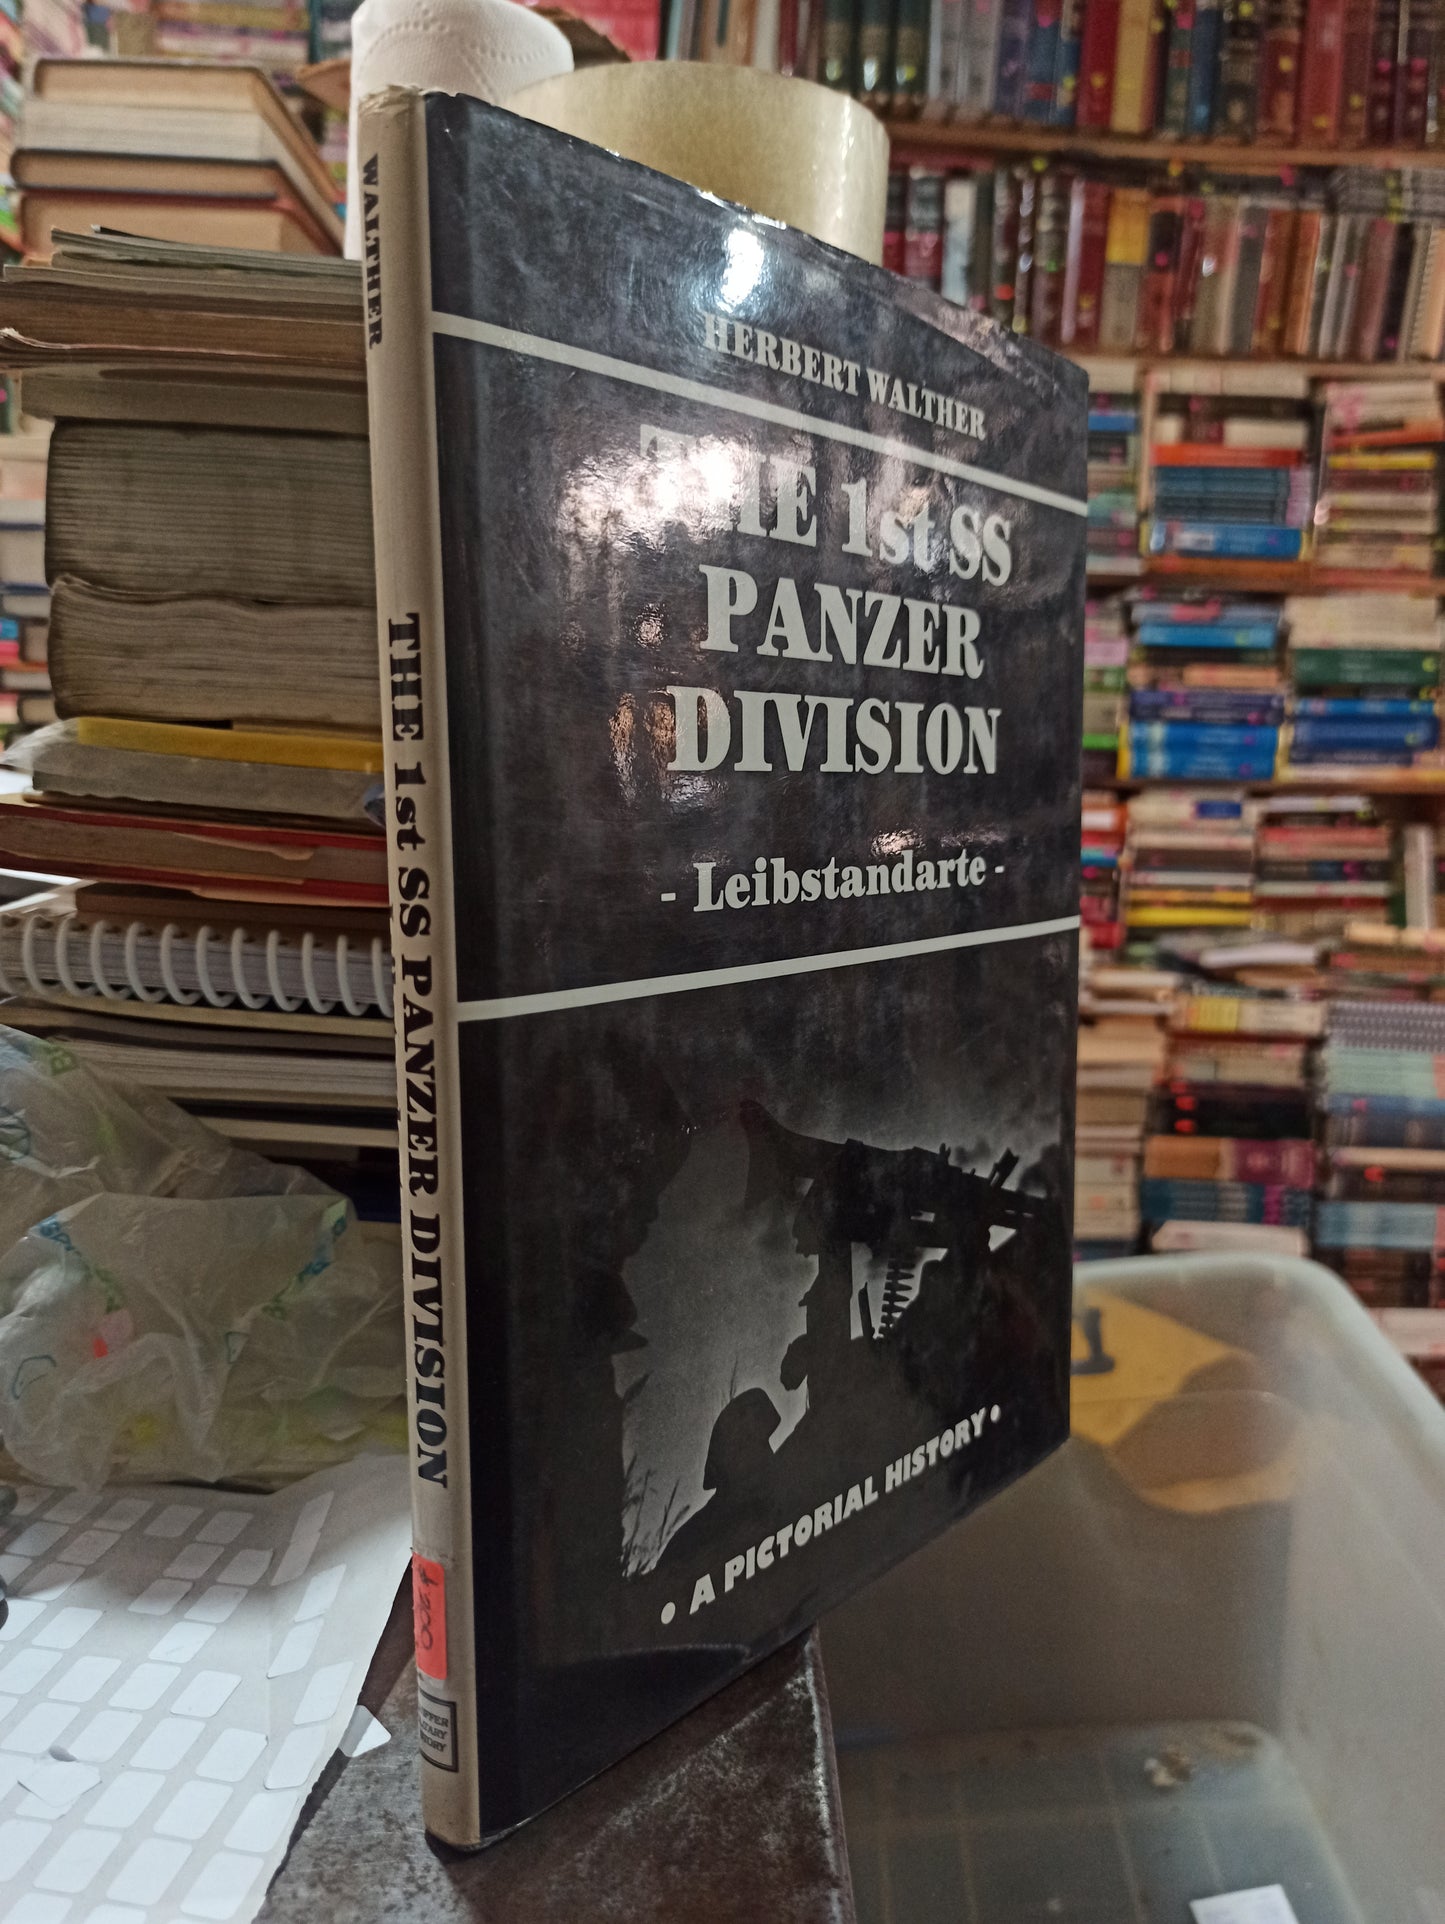 HERBERT WALTHER
THE 1st SS
PANZER
DIVISION
- Leibstandarte -
• A PICTORIAL HISTORY •
WALTHER
THE 1st SS PANZER DIVISION